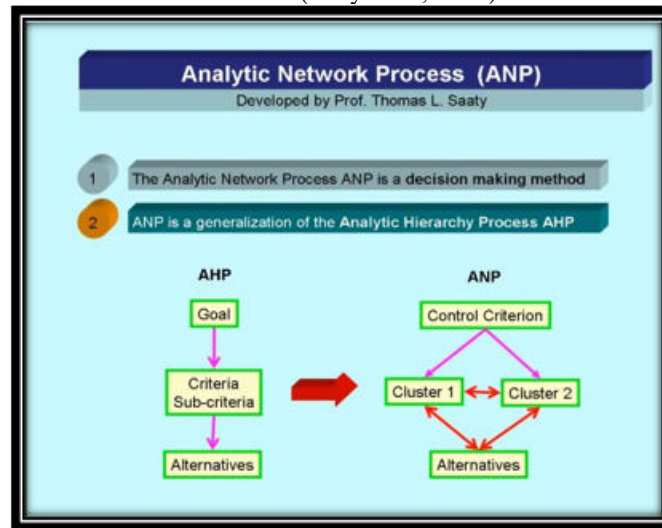 Analytic Network Process (ANP)
Developed by Prof. Thomas L. Saaty
1 The Analytic Network Process ANP is a decision making method
2 ANP is a generalization of the Analytic Hierarchy Process AHP
AHP
Goal
Criteria
Sub-criteria
Alternatives
ANP
Control Criterion
Cluster 1
Cluster 2
Alternatives